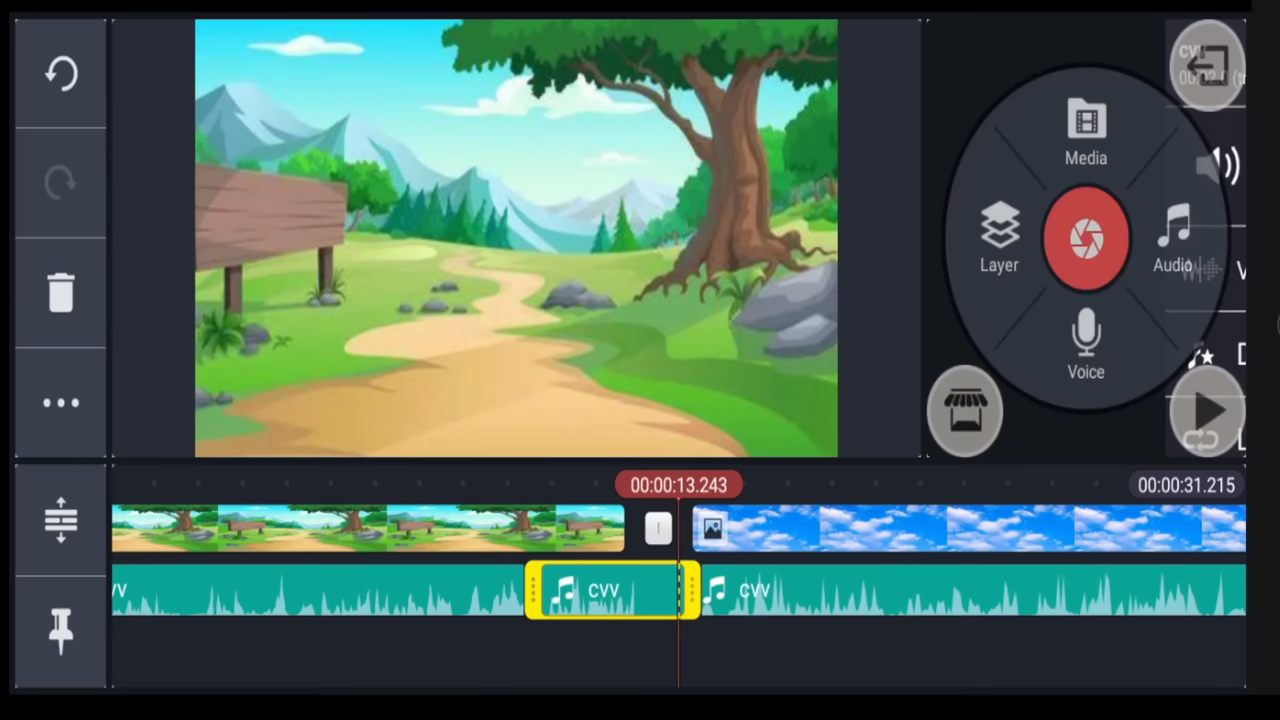 Media
Layer
Audio
Voice
00:00:13.243
00:00:31.215
CVV
CVV